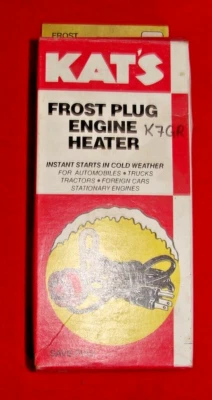 FROST
KAT'S
FROST PLUG
ENGINE K7GR
HEATER
INSTANT STARTS IN COLD WEATHER
FOR AUTOMOBILES • TRUCKS
TRACTORS • FOREIGN CARS
STATIONARY ENGINES